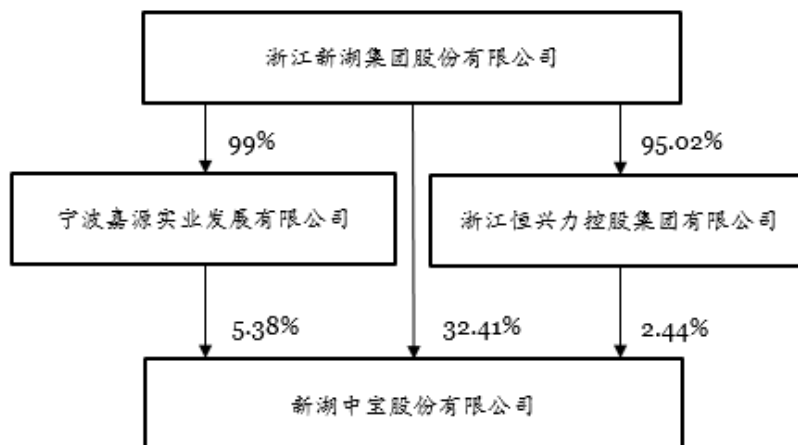 浙江新湖集团股份有限公司
99%
95.02%
宁波嘉源实业发展有限公司
浙江恒兴力控股集团有限公司
5.38%
32.41%
2.44%
新湖中宝股份有限公司